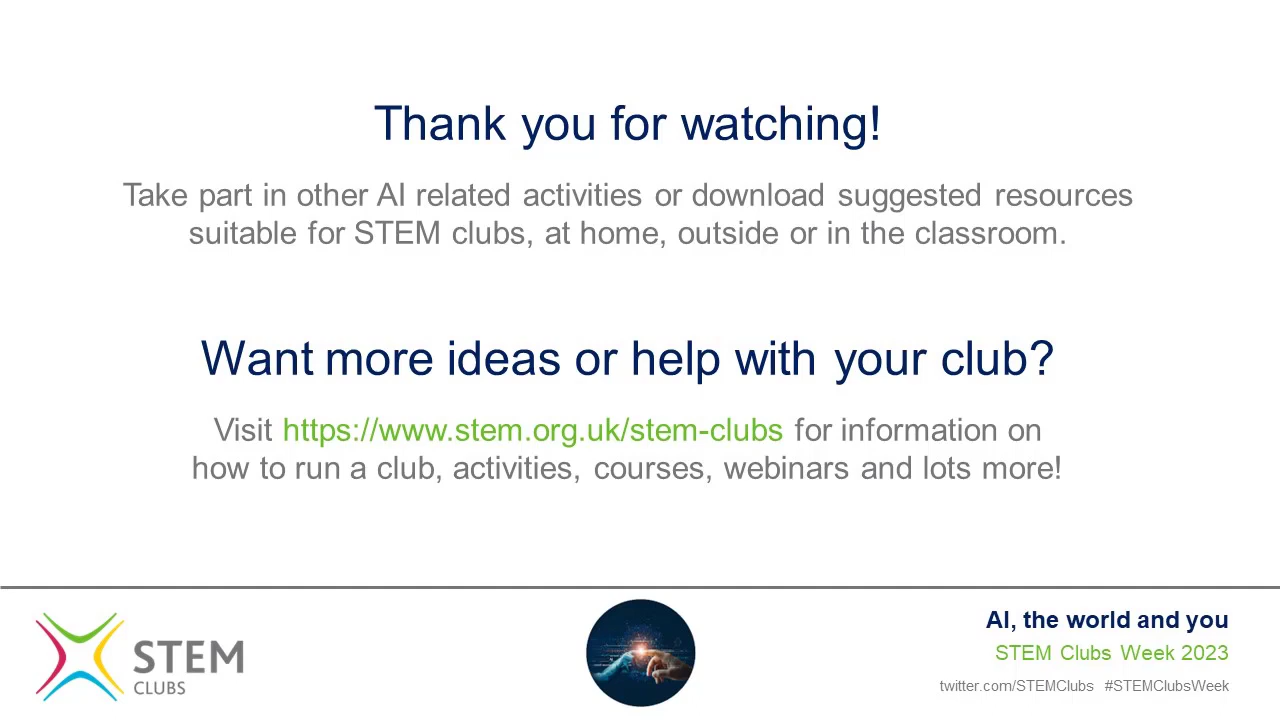 Thank you for watching!
Take part in other AI related activities or download suggested resources
suitable for STEM clubs, at home, outside or in the classroom.
Want more ideas or help with your club?
Visit https://www.stem.org.uk/stem-clubs for information on
how to run a club, activities, courses, webinars and lots more!
STEM
CLUBS
AI, the world and you
STEM Clubs Week 2023
twitter.com/STEMClubs #STEMClubsWeek